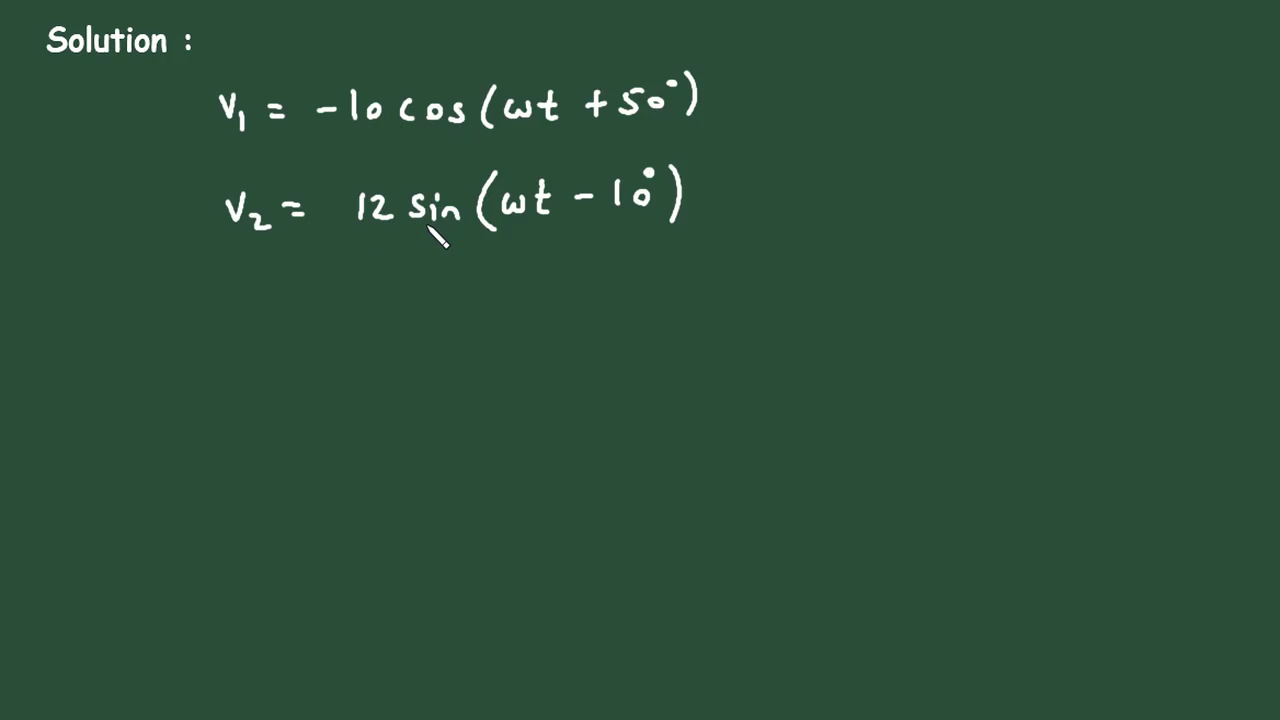 Solution :
v₁ = -10 cos(ωt + 50°)
v₂ = 12 sin(ωt - 10°)